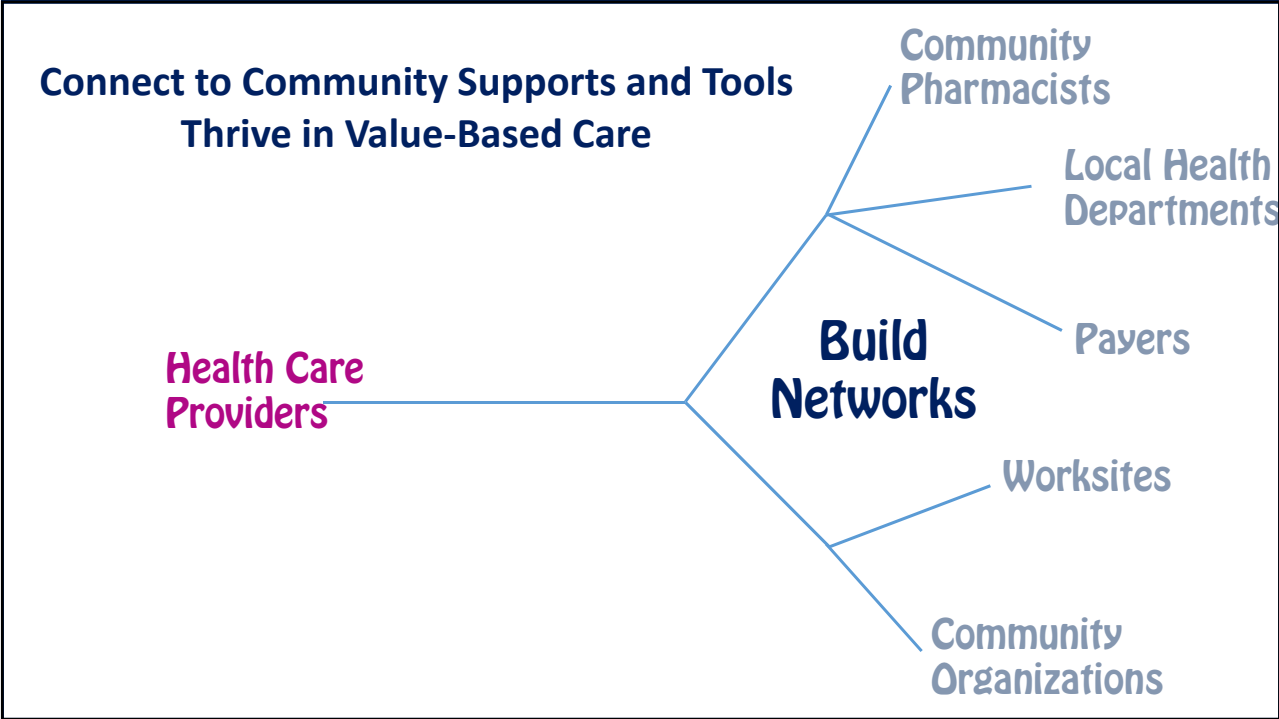 Connect to Community Supports and Tools
Thrive in Value-Based Care
Community
Pharmacists
Local Health
Departments
Payers
Build
Networks
Health Care
Providers
Worksites
Community
Organizations